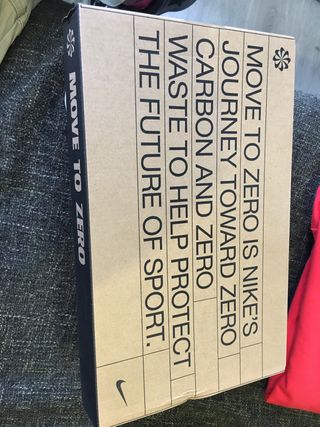 MOVE TO ZERO IS NIKE'S
JOURNEY TOWARD ZERO
CARBON AND ZERO
WASTE TO HELP PROTECT
THE FUTURE OF SPORT.
MOVE TO ZERO